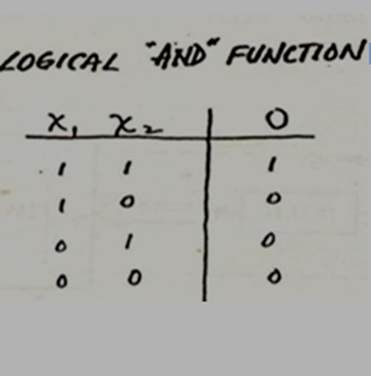 LOGICAL "AND" FUNCTION
X₁ X₂ O
1 1 1
1 0 0
0 1 0
0 0 0